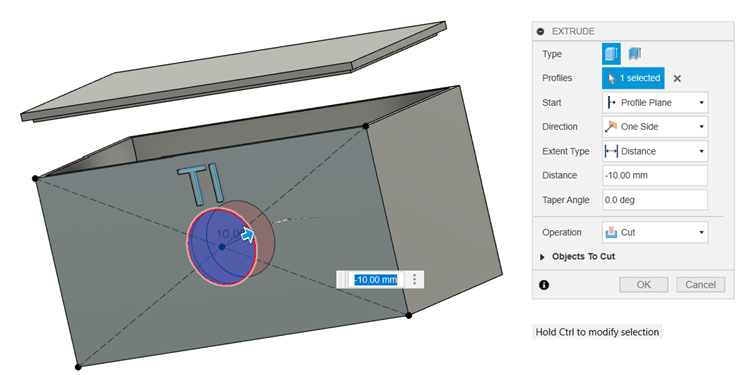 TI
10.0
-10.00 mm
EXTRUDE
Type
Profiles 1 selected
Start Profile Plane
Direction One Side
Extent Type Distance
Distance -10.00 mm
Taper Angle 0.0 deg
Operation Cut
Objects To Cut
OK Cancel
Hold Ctrl to modify selection